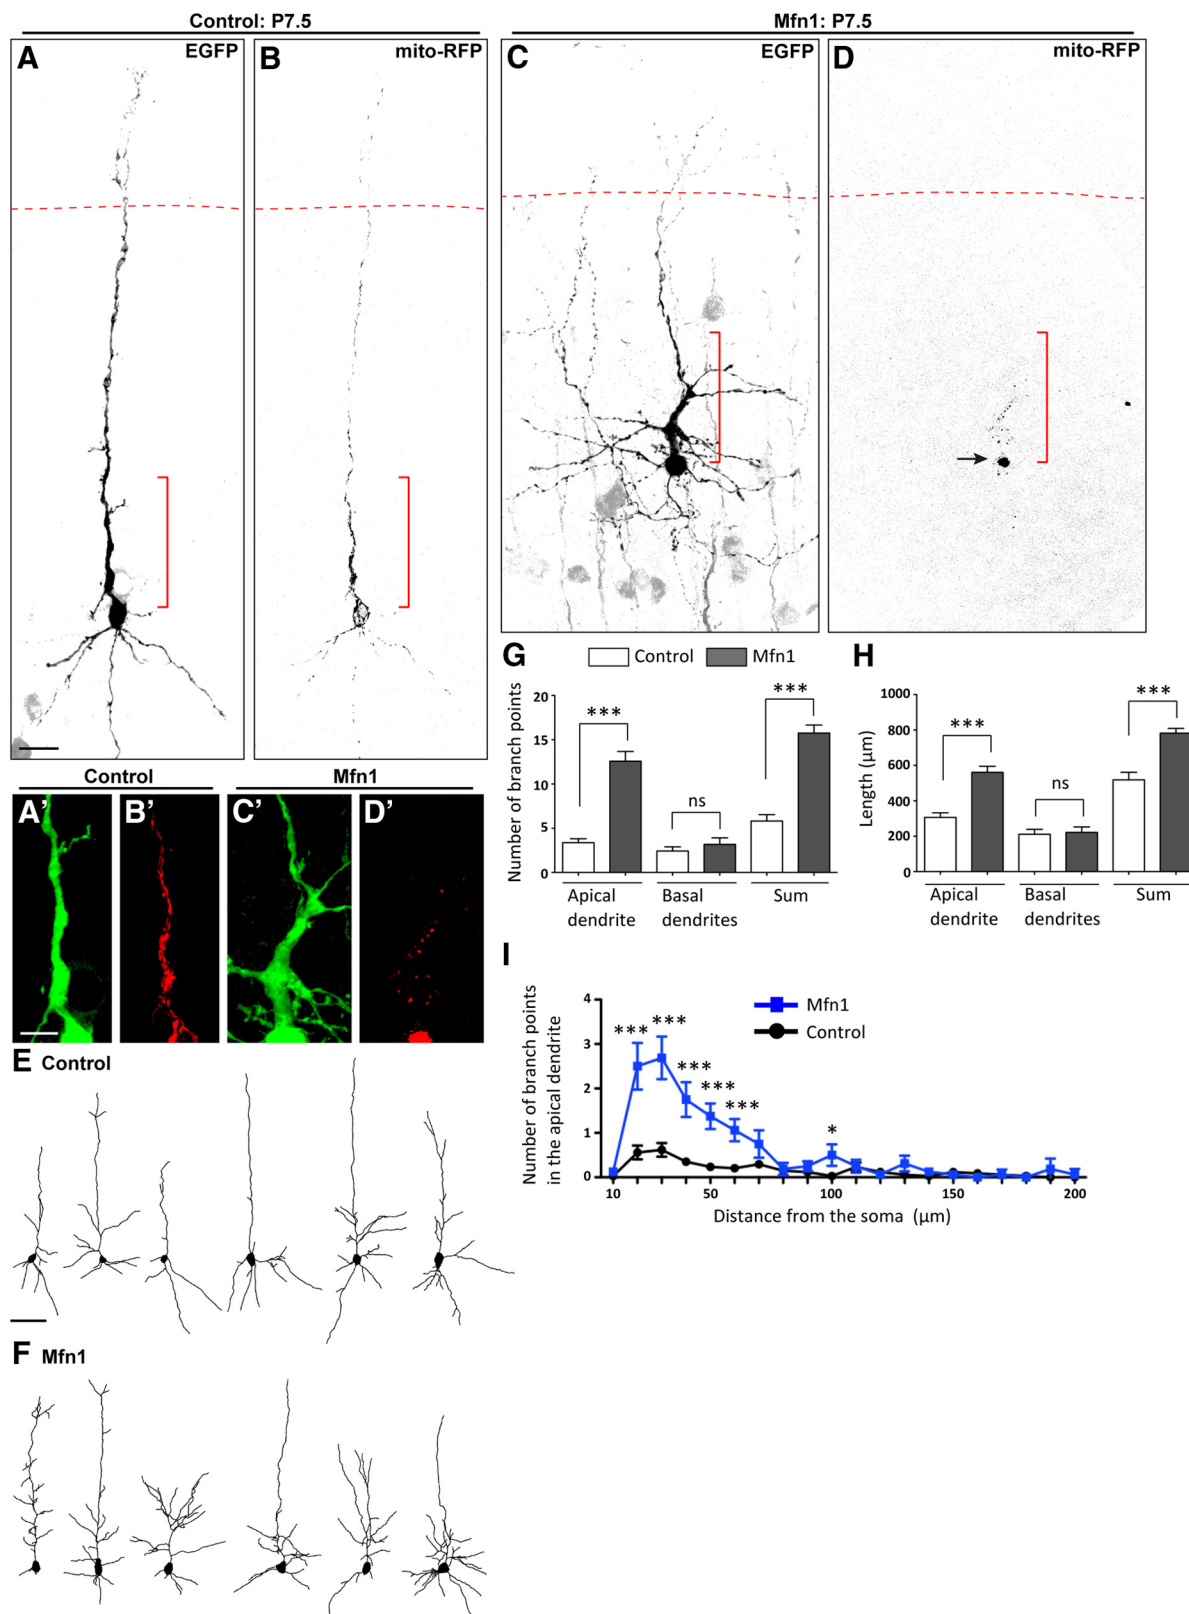 Control: P7.5
Mfn1: P7.5
A
EGFP
B
mito-RFP
C
EGFP
D
mito-RFP
Control
Mfn1
A’
B’
C’
D’
E Control
F Mfn1
G
Control
Mfn1
H
Number of branch points
20
15
10
5
0
***
ns
***
Apical
dendrite
Basal
dendrites
Sum
Length (µm)
1000
800
600
400
200
0
***
ns
***
Apical
dendrite
Basal
dendrites
Sum
I
Number of branch points
in the apical dendrite
4
3
2
1
0
Mfn1
Control
***
***
***
***
***
*
10
50
100
150
200
Distance from the soma (µm)